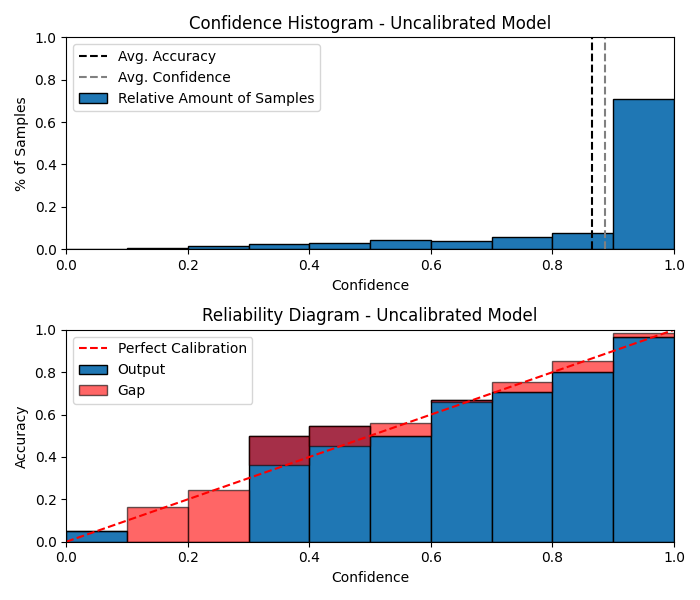 Confidence Histogram - Uncalibrated Model
1.0
0.8
0.6
0.4
0.2
0.0
% of Samples
Avg. Accuracy
Avg. Confidence
Relative Amount of Samples
0.0 0.2 0.4 0.6 0.8 1.0
Confidence
Reliability Diagram - Uncalibrated Model
1.0
0.8
0.6
0.4
0.2
0.0
Accuracy
Perfect Calibration
Output
Gap
0.0 0.2 0.4 0.6 0.8 1.0
Confidence